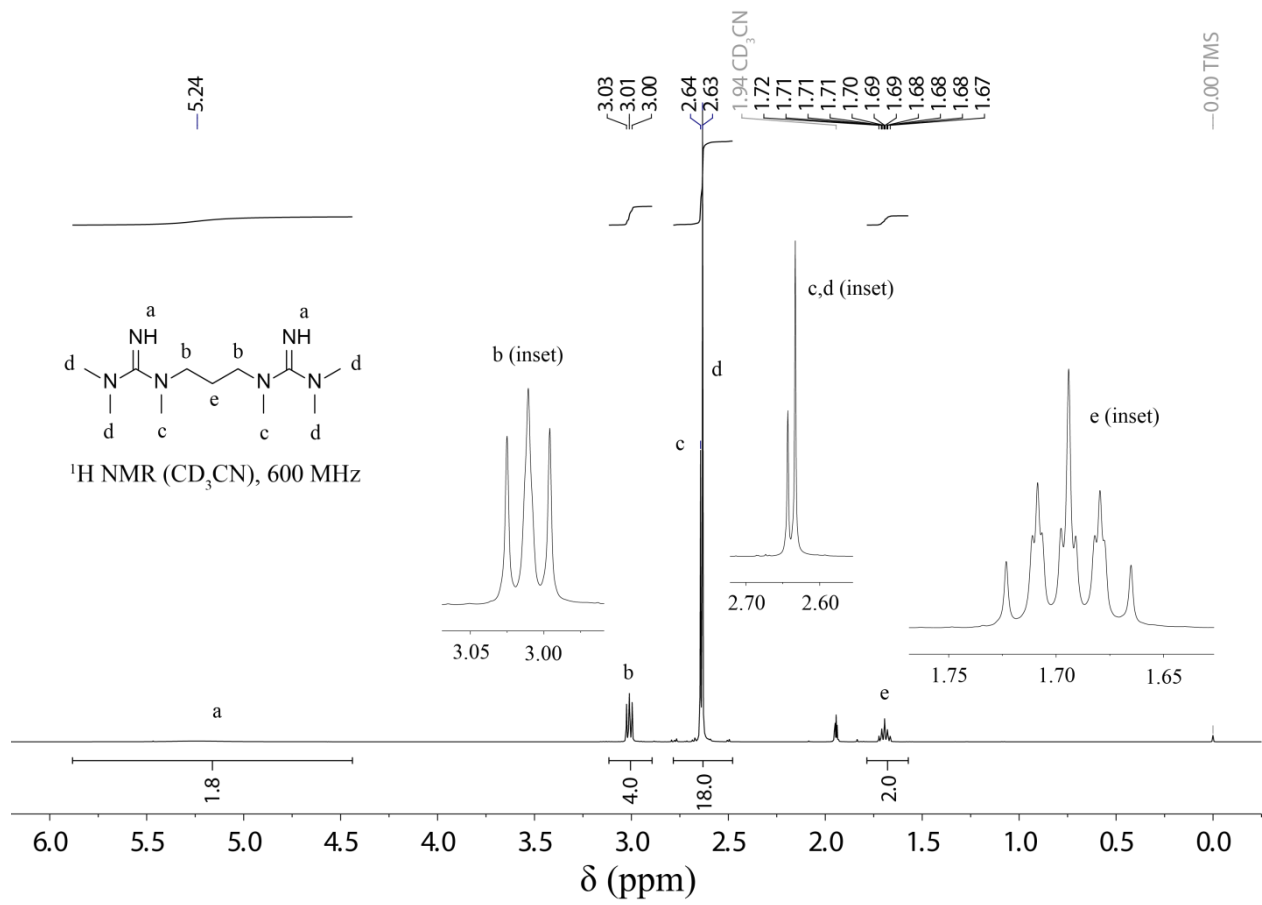 5.24
3.03
3.01
3.00
2.64
2.63
1.94 CD₃CN
1.72
1.71
1.71
1.71
1.70
1.69
1.69
1.68
1.68
1.68
1.67
0.00 TMS
a a
NH NH
d b b d
N N N N
e
d c c d
¹H NMR (CD₃CN), 600 MHz
b (inset)
3.05 3.00
c,d (inset)
2.70 2.60
e (inset)
1.75 1.70 1.65
d
c
a
b
e
1.8
4.0
18.0
2.0
6.0 5.5 5.0 4.5 4.0 3.5 3.0 2.5 2.0 1.5 1.0 0.5 0.0
δ (ppm)